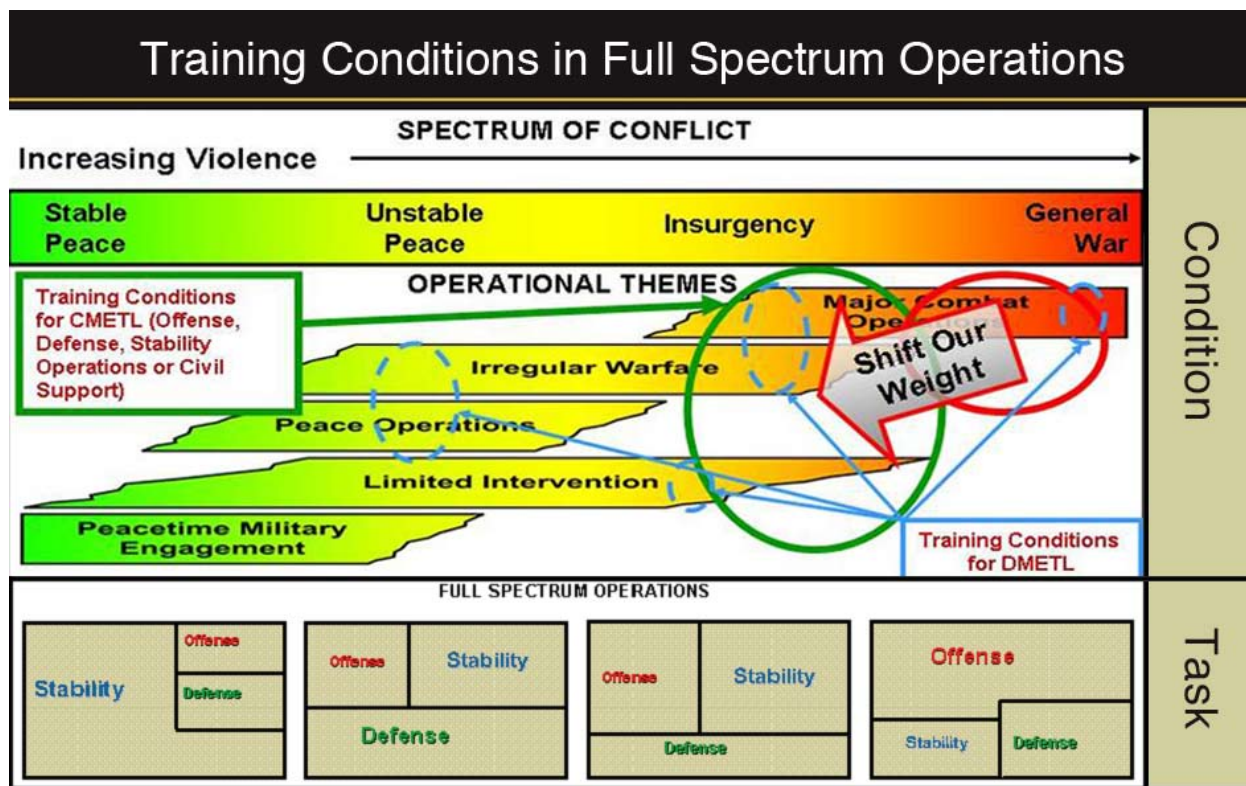 Training Conditions in Full Spectrum Operations
SPECTRUM OF CONFLICT
Increasing Violence
Stable
Peace
Unstable
Peace
Insurgency
General
War
Condition
OPERATIONAL THEMES
Training Conditions
for CMETL (Offense,
Defense, Stability
Operations or Civil
Support)
Major Combat
Operations
Shift Our
Weight
Irregular Warfare
Peace Operations
Limited Intervention
Peacetime Military
Engagement
Training Conditions
for DMETL
FULL SPECTRUM OPERATIONS
Stability
Offense
Defense
Offense
Stability
Defense
Offense
Stability
Defense
Offense
Stability
Defense
Task